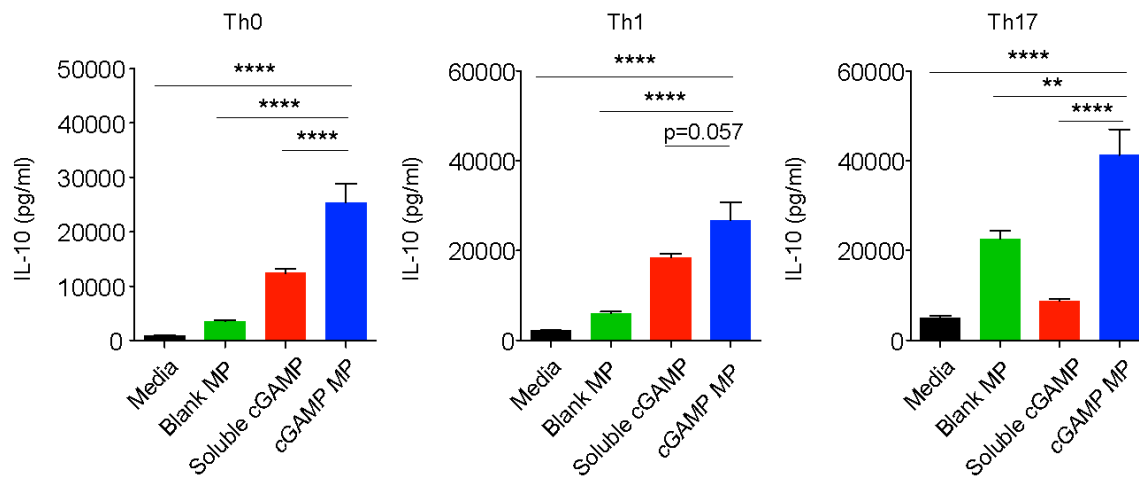 Th0
IL-10 (pg/ml)
50000
40000
30000
20000
10000
0
****
****
****
Media
Blank MP
Soluble cGAMP
cGAMP MP
Th1
IL-10 (pg/ml)
60000
40000
20000
0
****
****
p=0.057
Media
Blank MP
Soluble cGAMP
cGAMP MP
Th17
IL-10 (pg/ml)
60000
40000
20000
0
****
**
****
Media
Blank MP
Soluble cGAMP
cGAMP MP